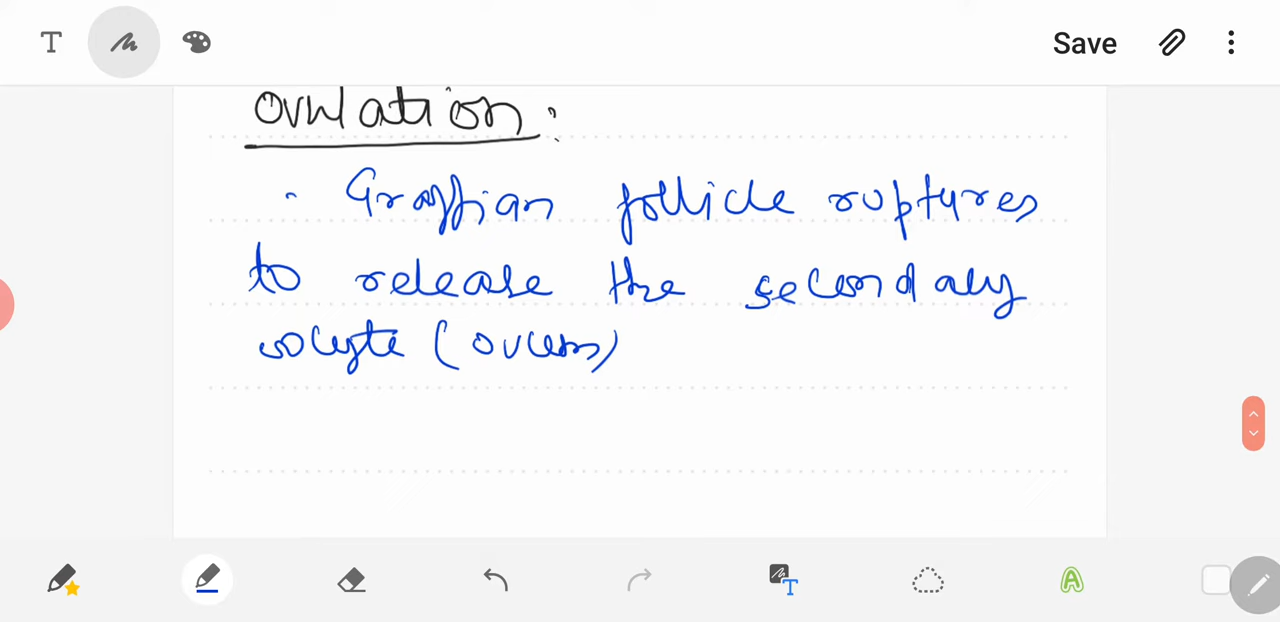 T
Save
Ovulation:
· Graffian follicle ruptures
to release the secondary
oocyte (ovum)
T
A